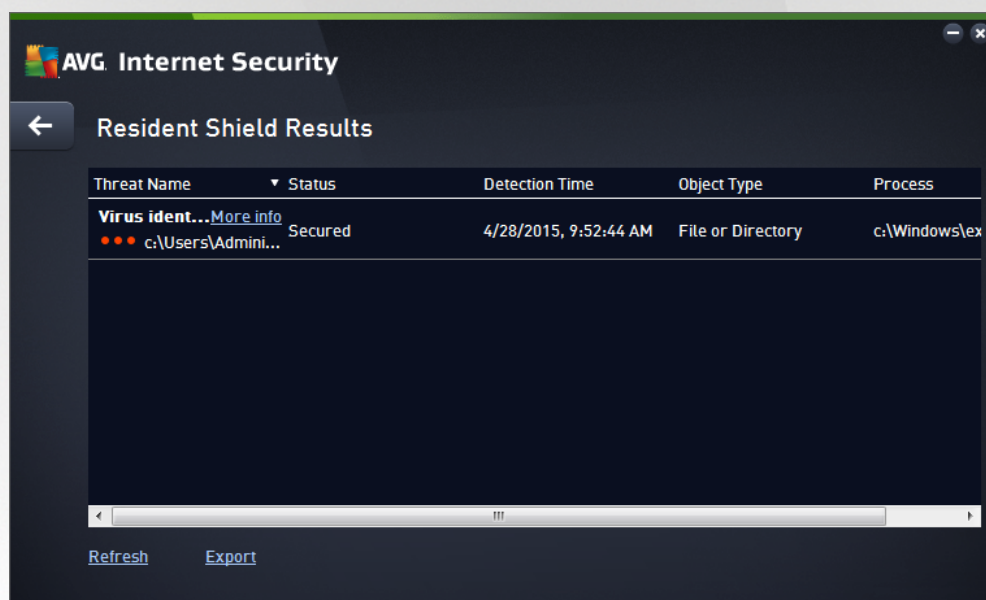 AVG. Internet Security
Resident Shield Results
Threat Name Status Detection Time Object Type Process
Virus ident...More info
c:\Users\Admini... Secured 4/28/2015, 9:52:44 AM File or Directory c:\Windows\ex
Refresh Export